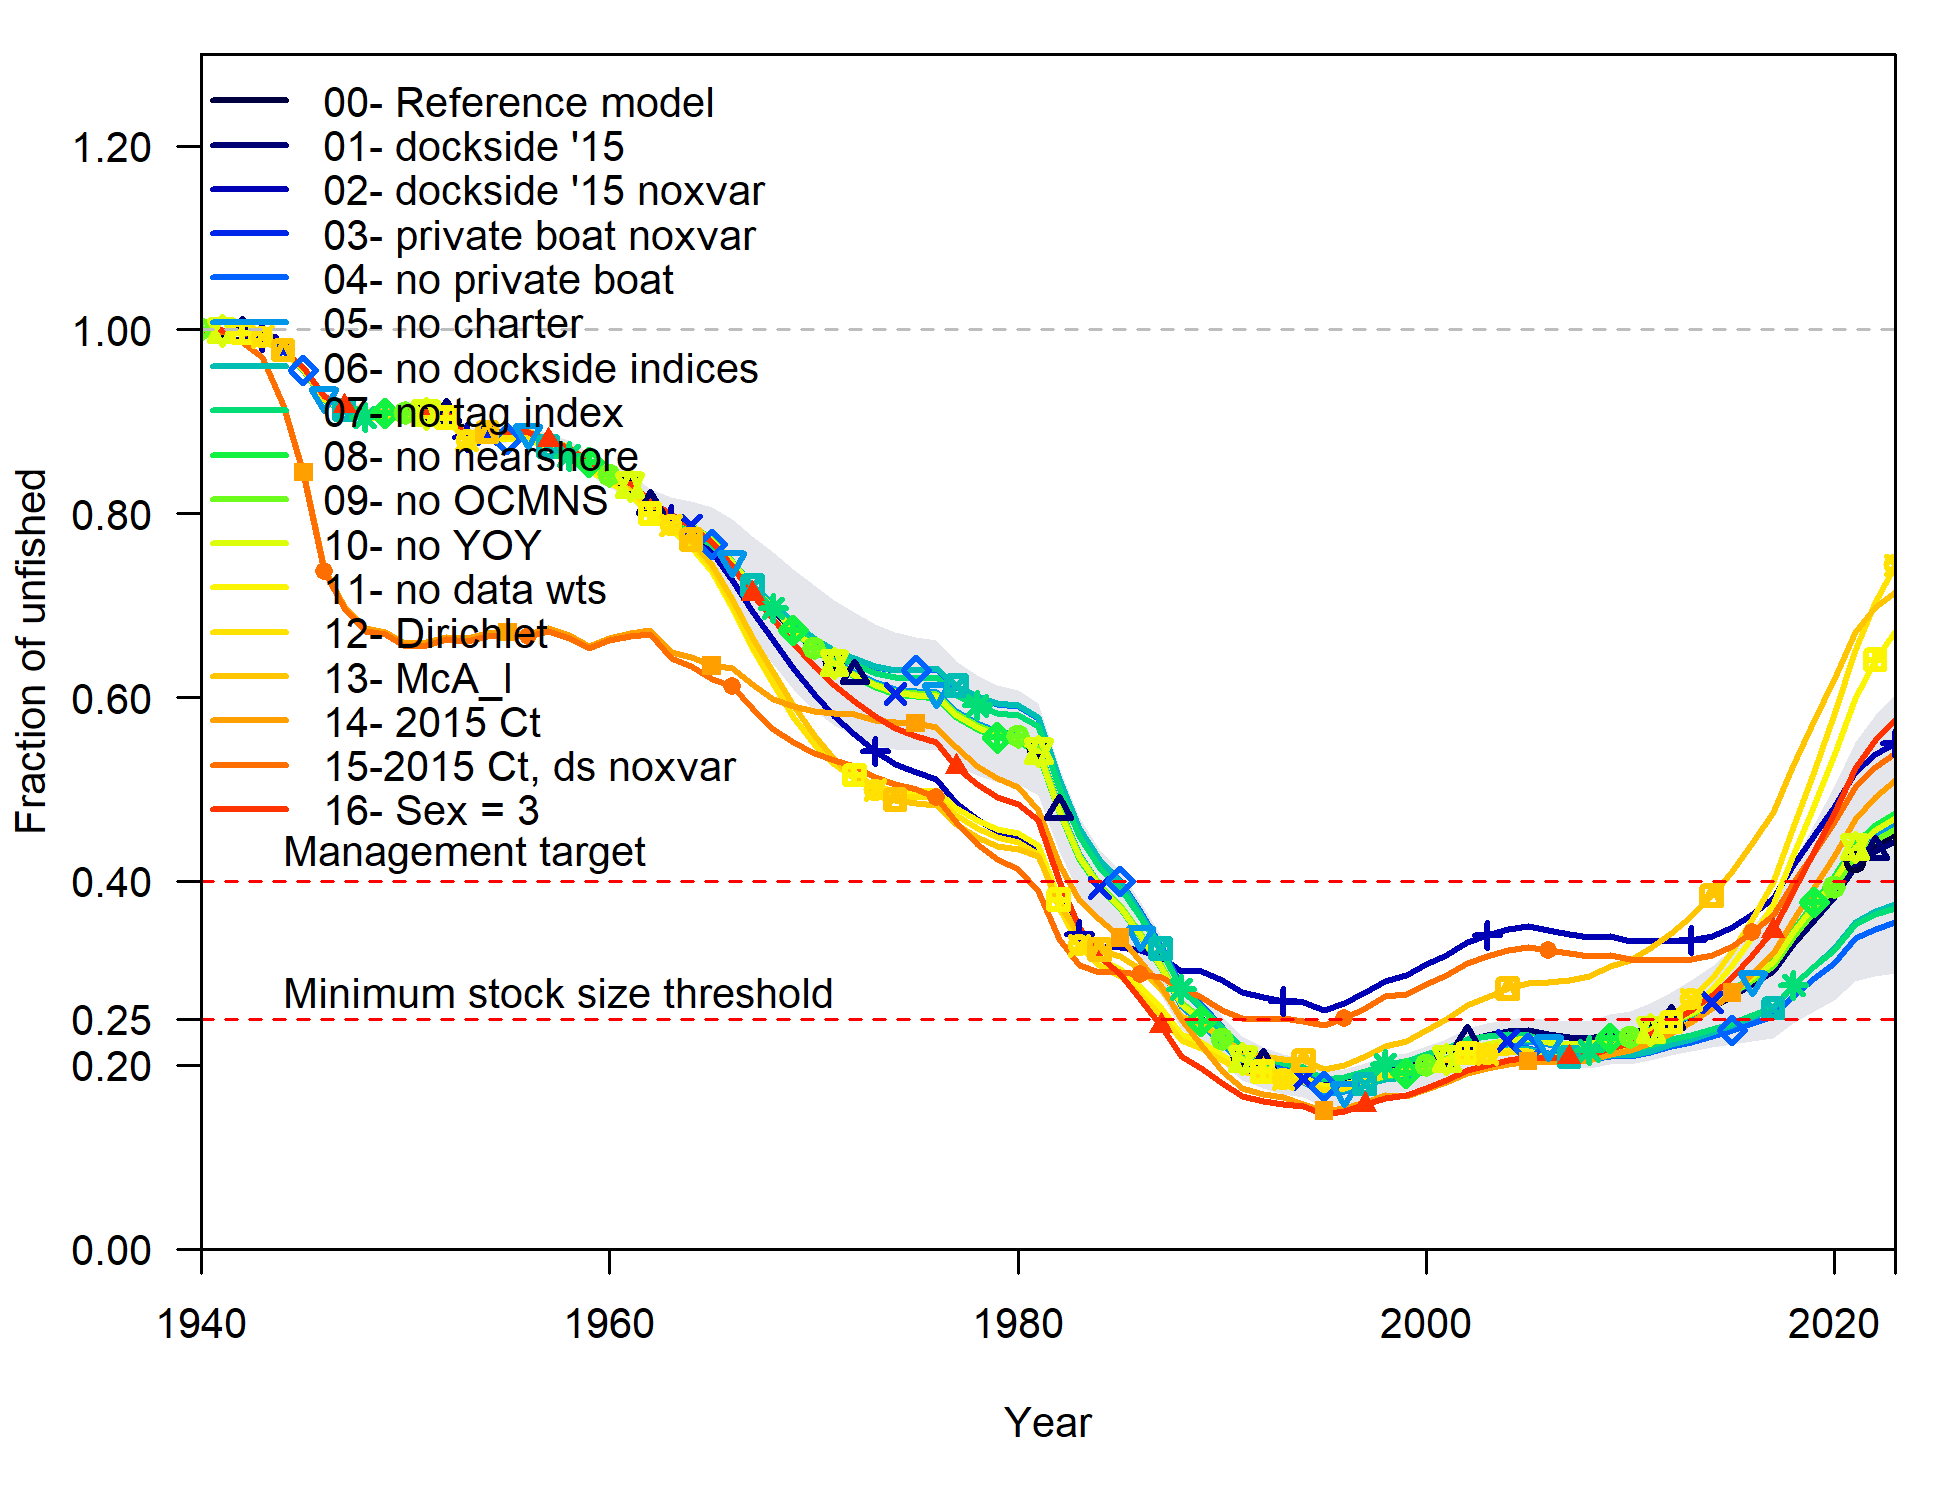 00- Reference model
01- dockside '15
02- dockside '15 noxvar
03- private boat noxvar
04- no private boat
05- no charter
06- no dockside indices
07- no tag index
08- no nearshore
09- no OCMNS
10- no YOY
11- no data wts
12- Dirichlet
13- McA_I
14- 2015 Ct
15-2015 Ct, ds noxvar
16- Sex = 3
Management target
Minimum stock size threshold
Fraction of unfished
1.20
1.00
0.80
0.60
0.40
0.25
0.20
0.00
1940
1960
1980
2000
2020
Year